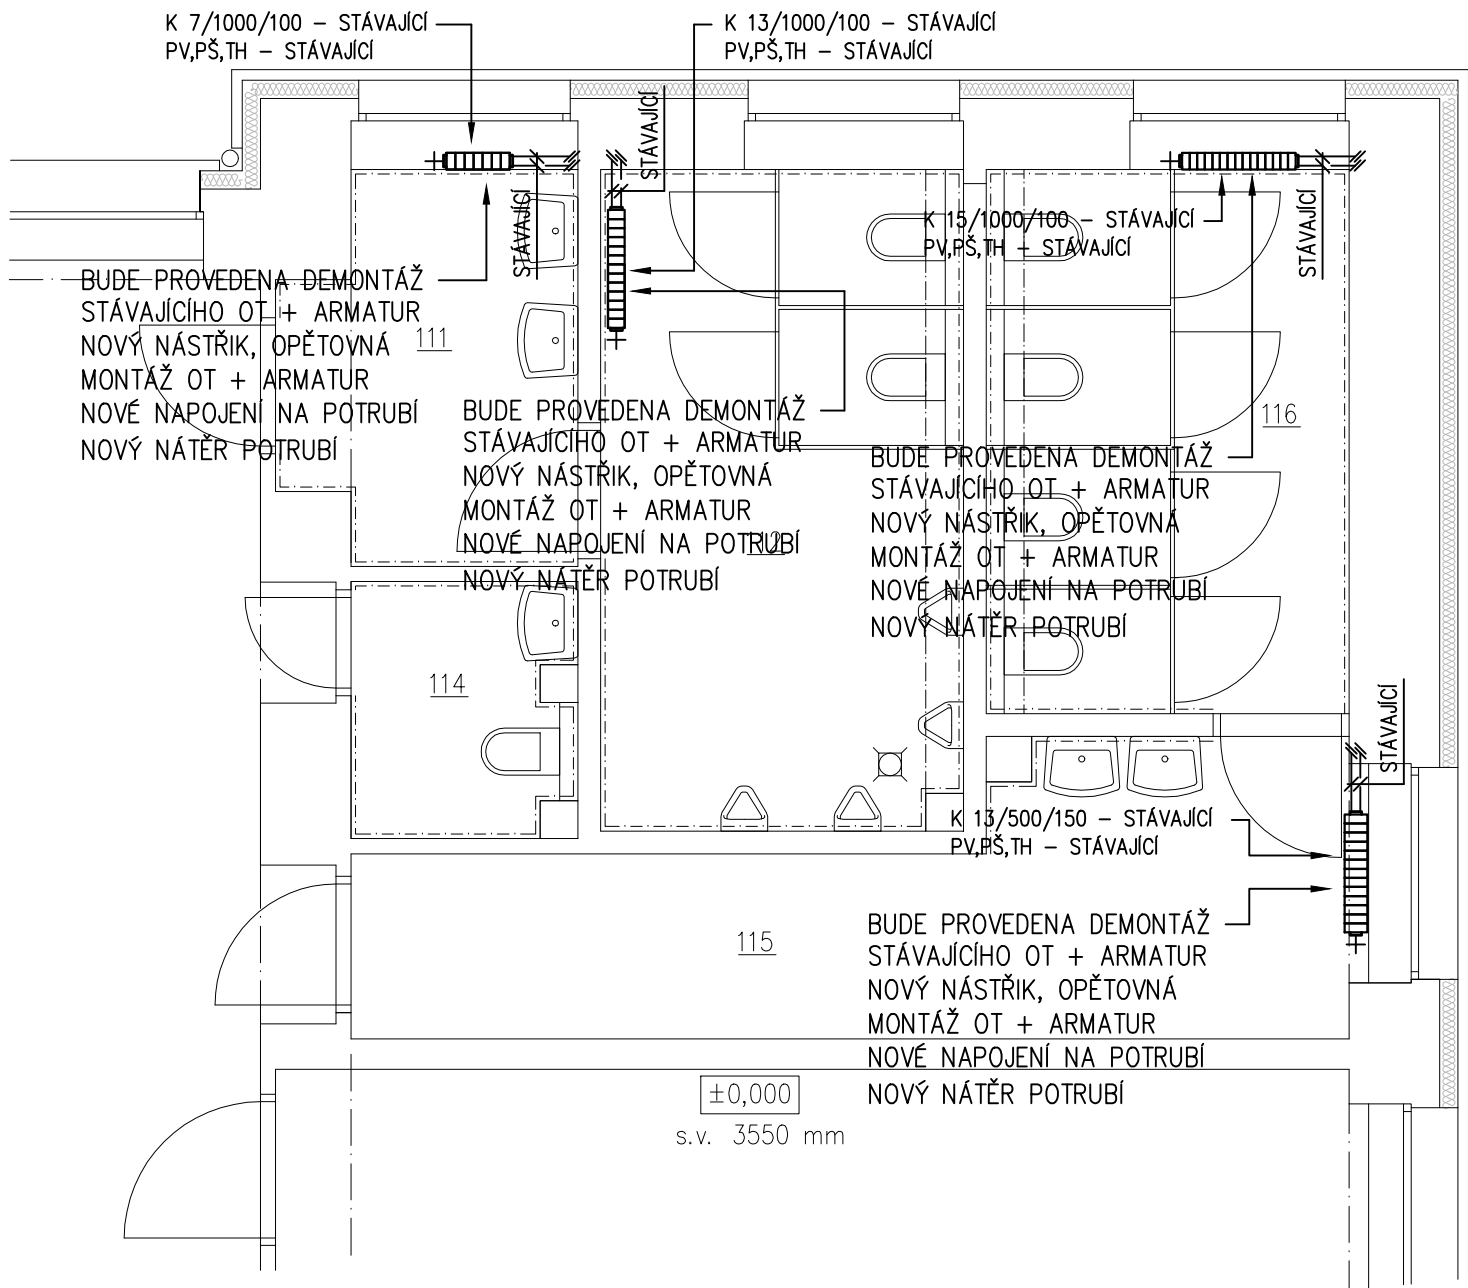 K 7/1000/100 – STÁVAJÍCÍ
PV,PŠ,TH – STÁVAJÍCÍ
K 13/1000/100 – STÁVAJÍCÍ
PV,PŠ,TH – STÁVAJÍCÍ
STÁVAJÍCÍ
STÁVAJÍCÍ
K 15/1000/100 – STÁVAJÍCÍ
PV,PŠ,TH – STÁVAJÍCÍ
STÁVAJÍCÍ
BUDE PROVEDENA DEMONTÁŽ
STÁVAJÍCÍHO OT + ARMATUR
NOVÝ NÁSTŘIK, OPĚTOVNÁ
MONTÁŽ OT + ARMATUR
NOVÉ NAPOJENÍ NA POTRUBÍ
NOVÝ NÁTĚR POTRUBÍ
111
BUDE PROVEDENA DEMONTÁŽ
STÁVAJÍCÍHO OT + ARMATUR
NOVÝ NÁSTŘIK, OPĚTOVNÁ
MONTÁŽ OT + ARMATUR
NOVÉ NAPOJENÍ NA POTRUBÍ
NOVÝ NÁTĚR POTRUBÍ
112
116
BUDE PROVEDENA DEMONTÁŽ
STÁVAJÍCÍHO OT + ARMATUR
NOVÝ NÁSTŘIK, OPĚTOVNÁ
MONTÁŽ OT + ARMATUR
NOVÉ NAPOJENÍ NA POTRUBÍ
NOVÝ NÁTĚR POTRUBÍ
114
STÁVAJÍCÍ
K 13/500/150 – STÁVAJÍCÍ
PV,PŠ,TH – STÁVAJÍCÍ
115
BUDE PROVEDENA DEMONTÁŽ
STÁVAJÍCÍHO OT + ARMATUR
NOVÝ NÁSTŘIK, OPĚTOVNÁ
MONTÁŽ OT + ARMATUR
NOVÉ NAPOJENÍ NA POTRUBÍ
NOVÝ NÁTĚR POTRUBÍ
±0,000
s.v. 3550 mm